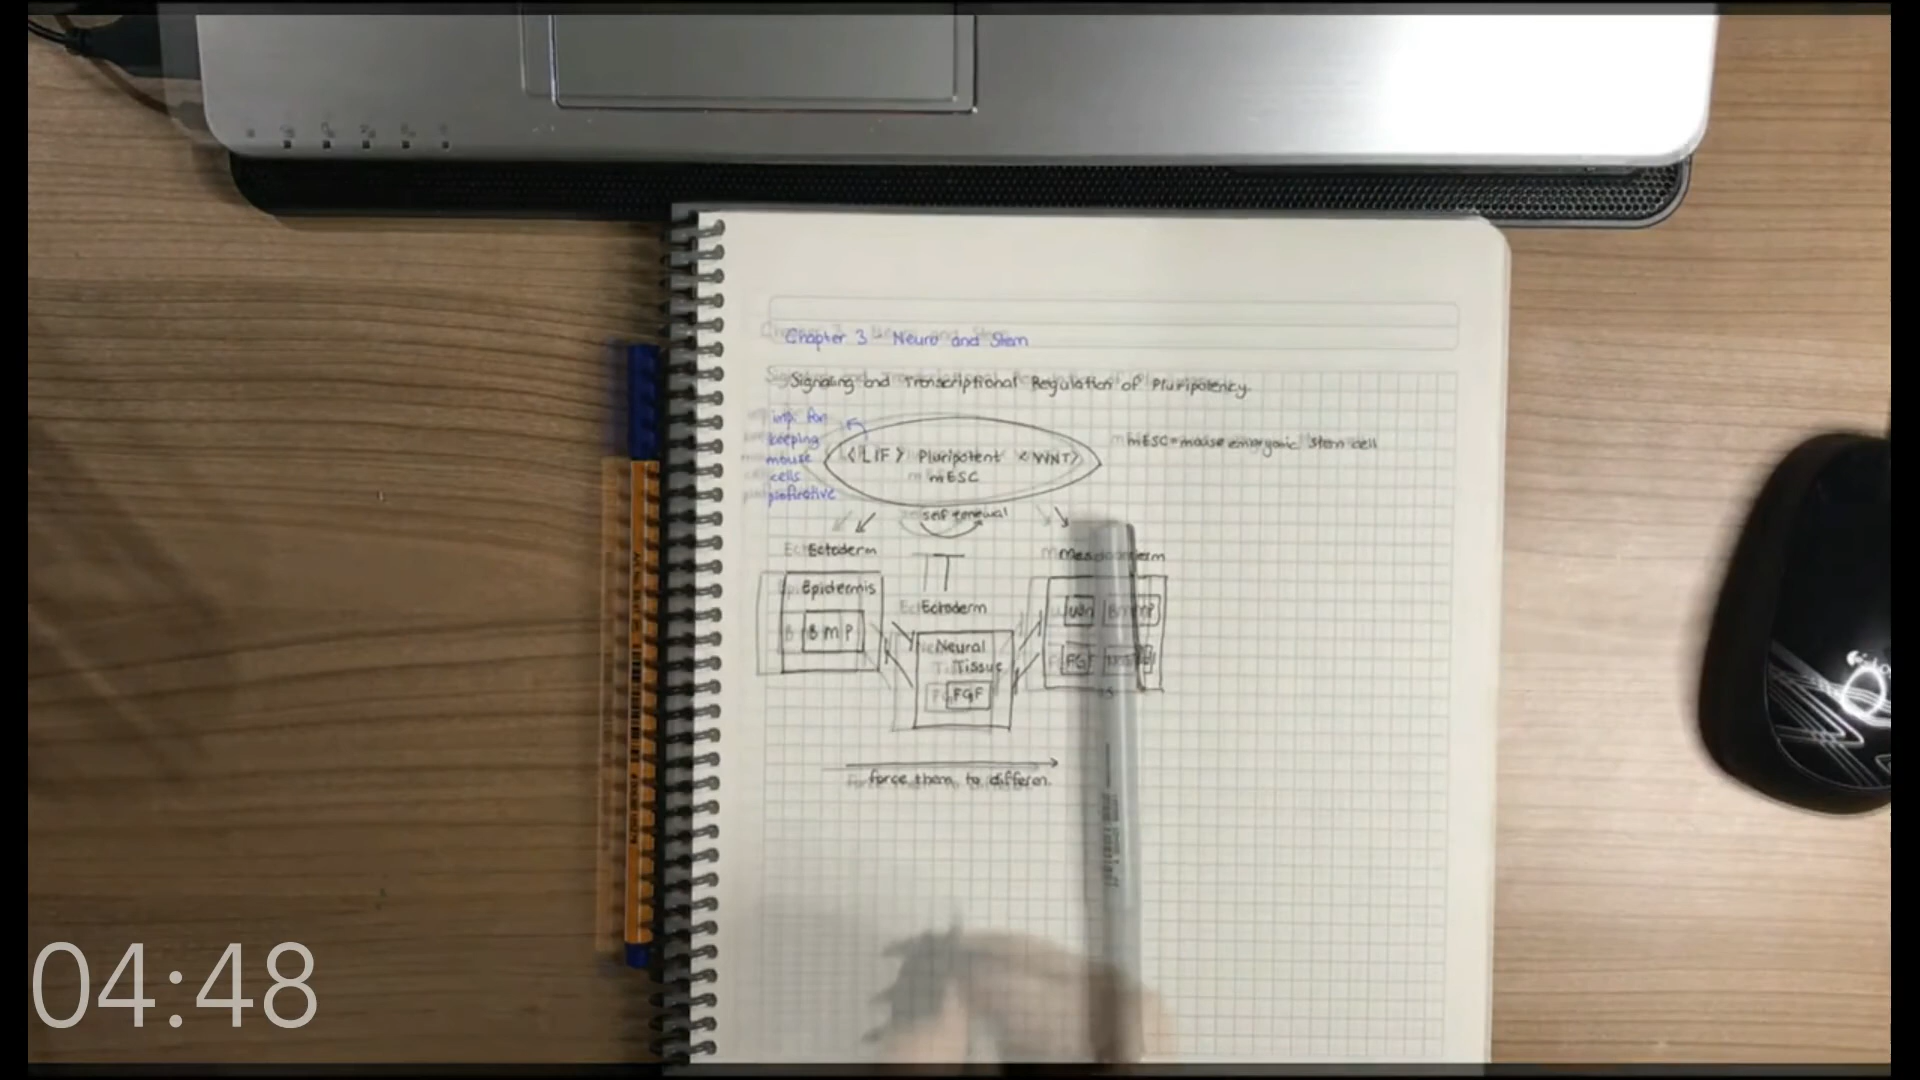 Chapter 3 Neuro and Stem
Signaling and Transcriptional Regulation of Pluripotency.
imp. for
keeping
mouse
cells
profirative
<LIF> Pluripotent <WNT>
mESC
mESC = mouse embryonic stem cell
self renewal
Ectoderm
Epidermis
BMP
Ectoderm
Neural
Tissue
FGF
FGF
force them to differen.
04:48